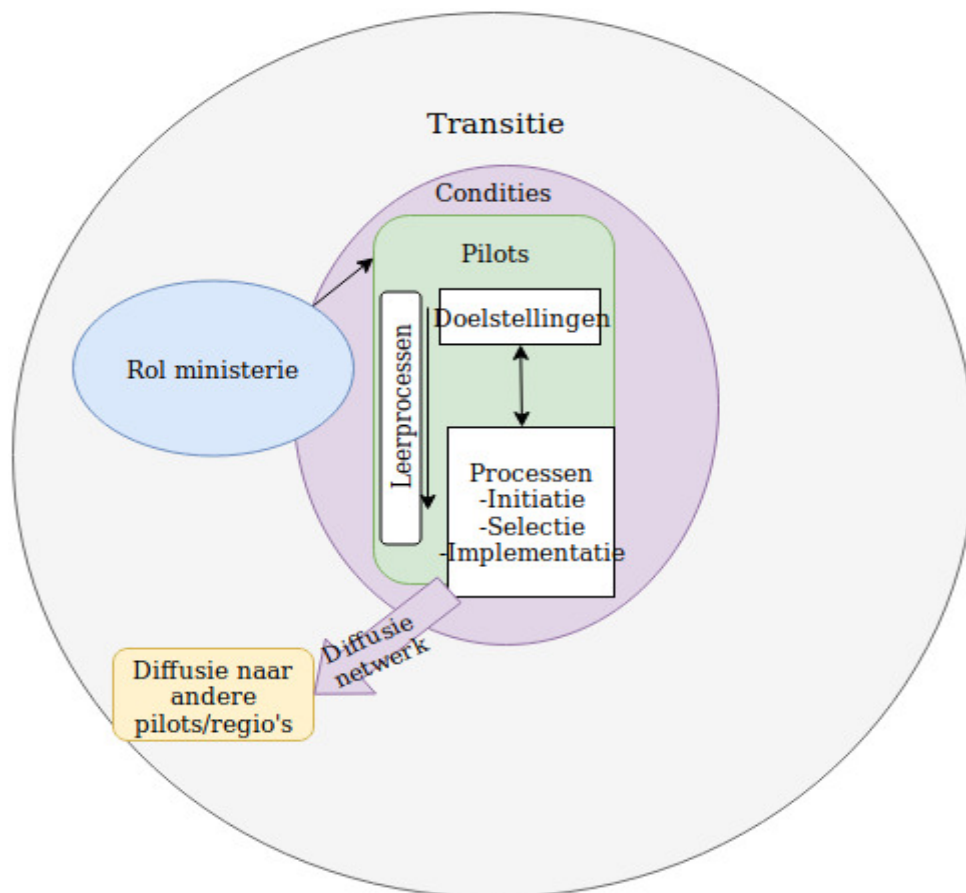 Transitie
Condities
Pilots
Rol ministerie
Leerprocessen
Doelstellingen
Processen
-Initiatie
-Selectie
-Implementatie
Diffusie
netwerk
Diffusie naar
andere
pilots/regio's